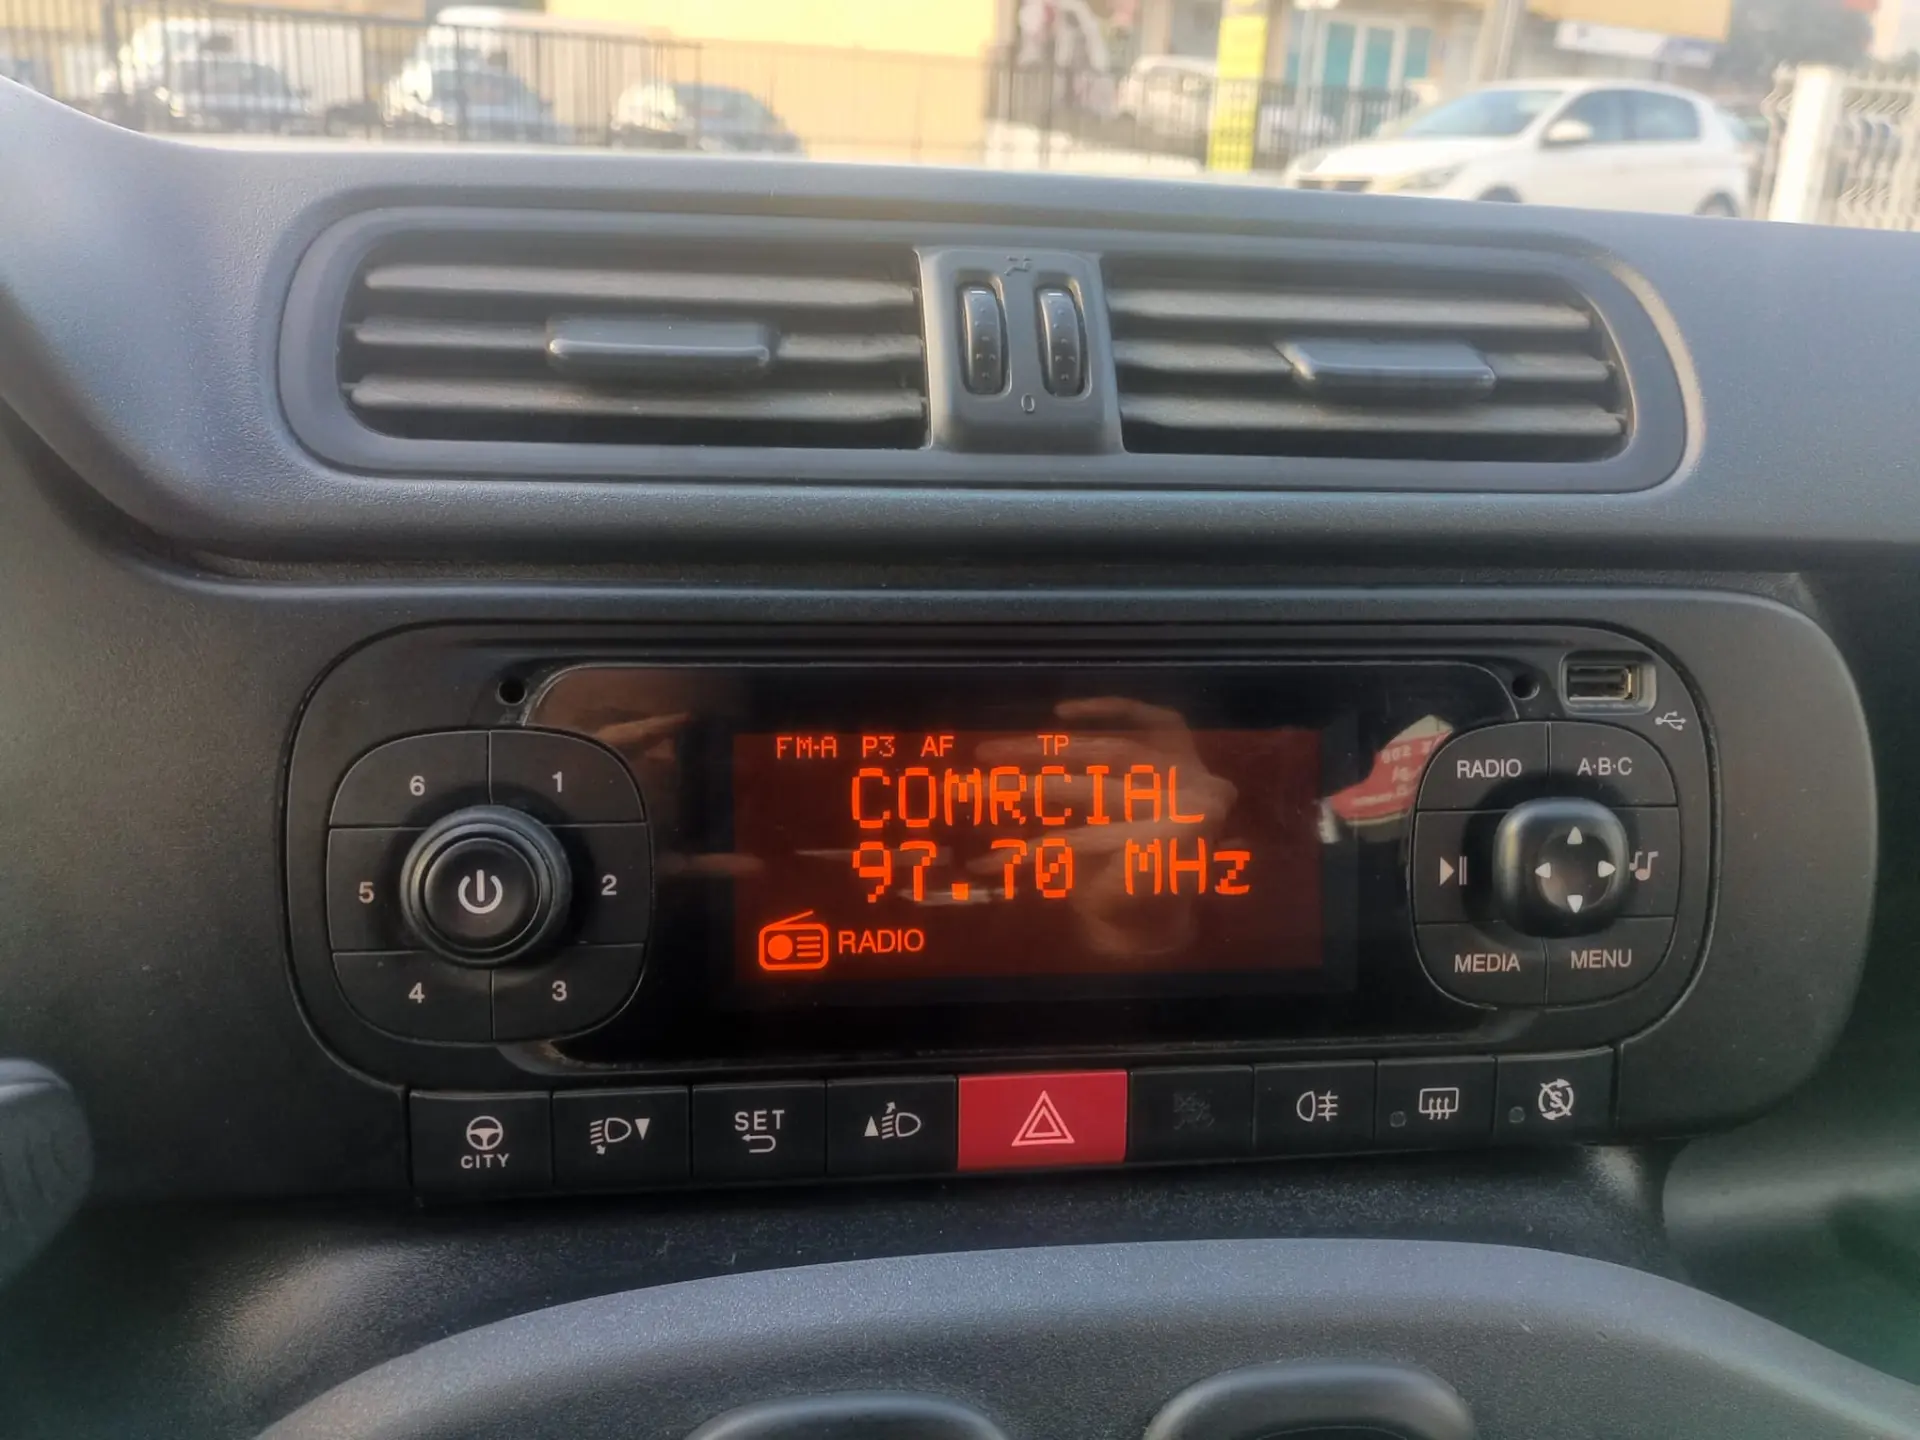 FM-A P3 AF TP
COMRCIAL
97.70 MHz
RADIO
6 1
5 2
4 3
RADIO A·B·C
MEDIA MENU
CITY
SET
0